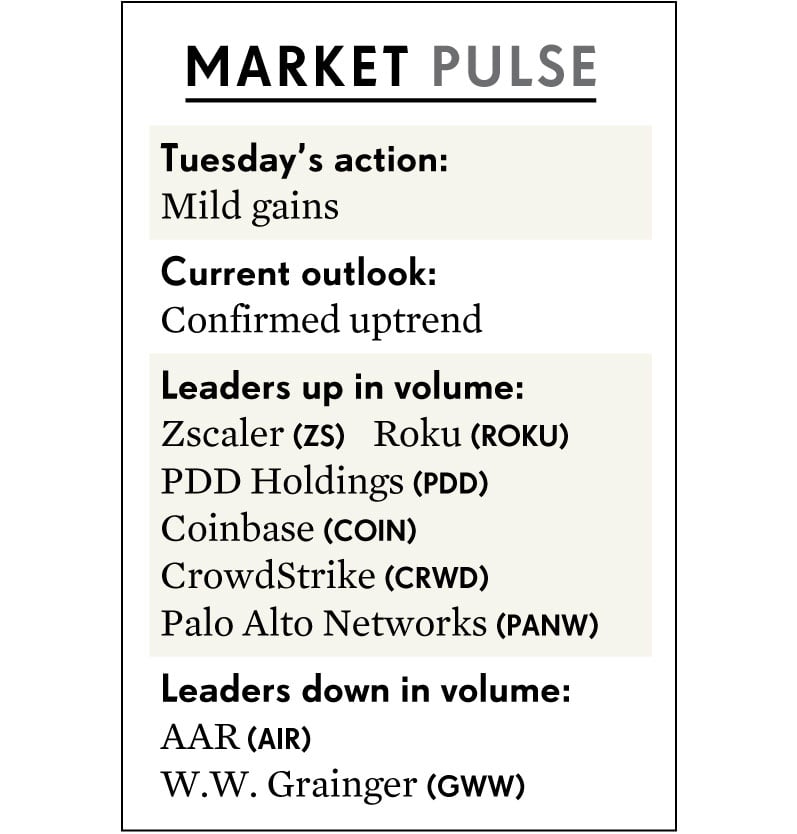 MARKET PULSE
Tuesday’s action:
Mild gains
Current outlook:
Confirmed uptrend
Leaders up in volume:
Zscaler (ZS) Roku (ROKU)
PDD Holdings (PDD)
Coinbase (COIN)
CrowdStrike (CRWD)
Palo Alto Networks (PANW)
Leaders down in volume:
AAR (AIR)
W.W. Grainger (GWW)